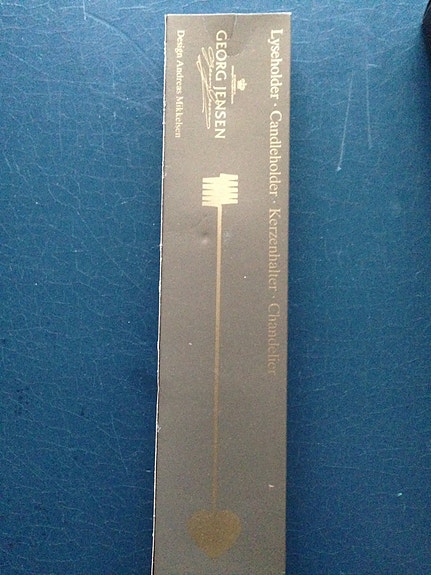 Lyseholder · Candleholder · Kerzenhalter · Chandelier
GEORG JENSEN
Design Andreas Mikkelsen